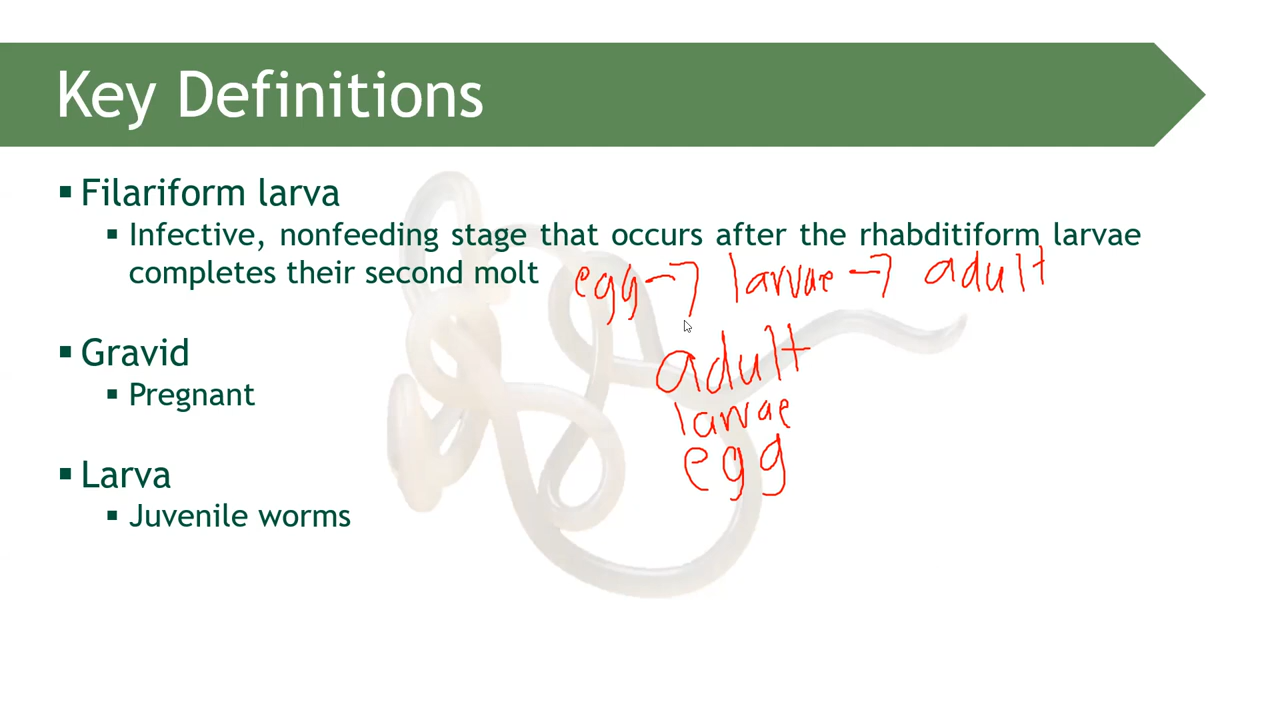 Key Definitions
▪ Filariform larva
▪ Infective, nonfeeding stage that occurs after the rhabditiform larvae
completes their second molt
egg → larvae → adult
▪ Gravid
▪ Pregnant
adult
larvae
egg
▪ Larva
▪ Juvenile worms